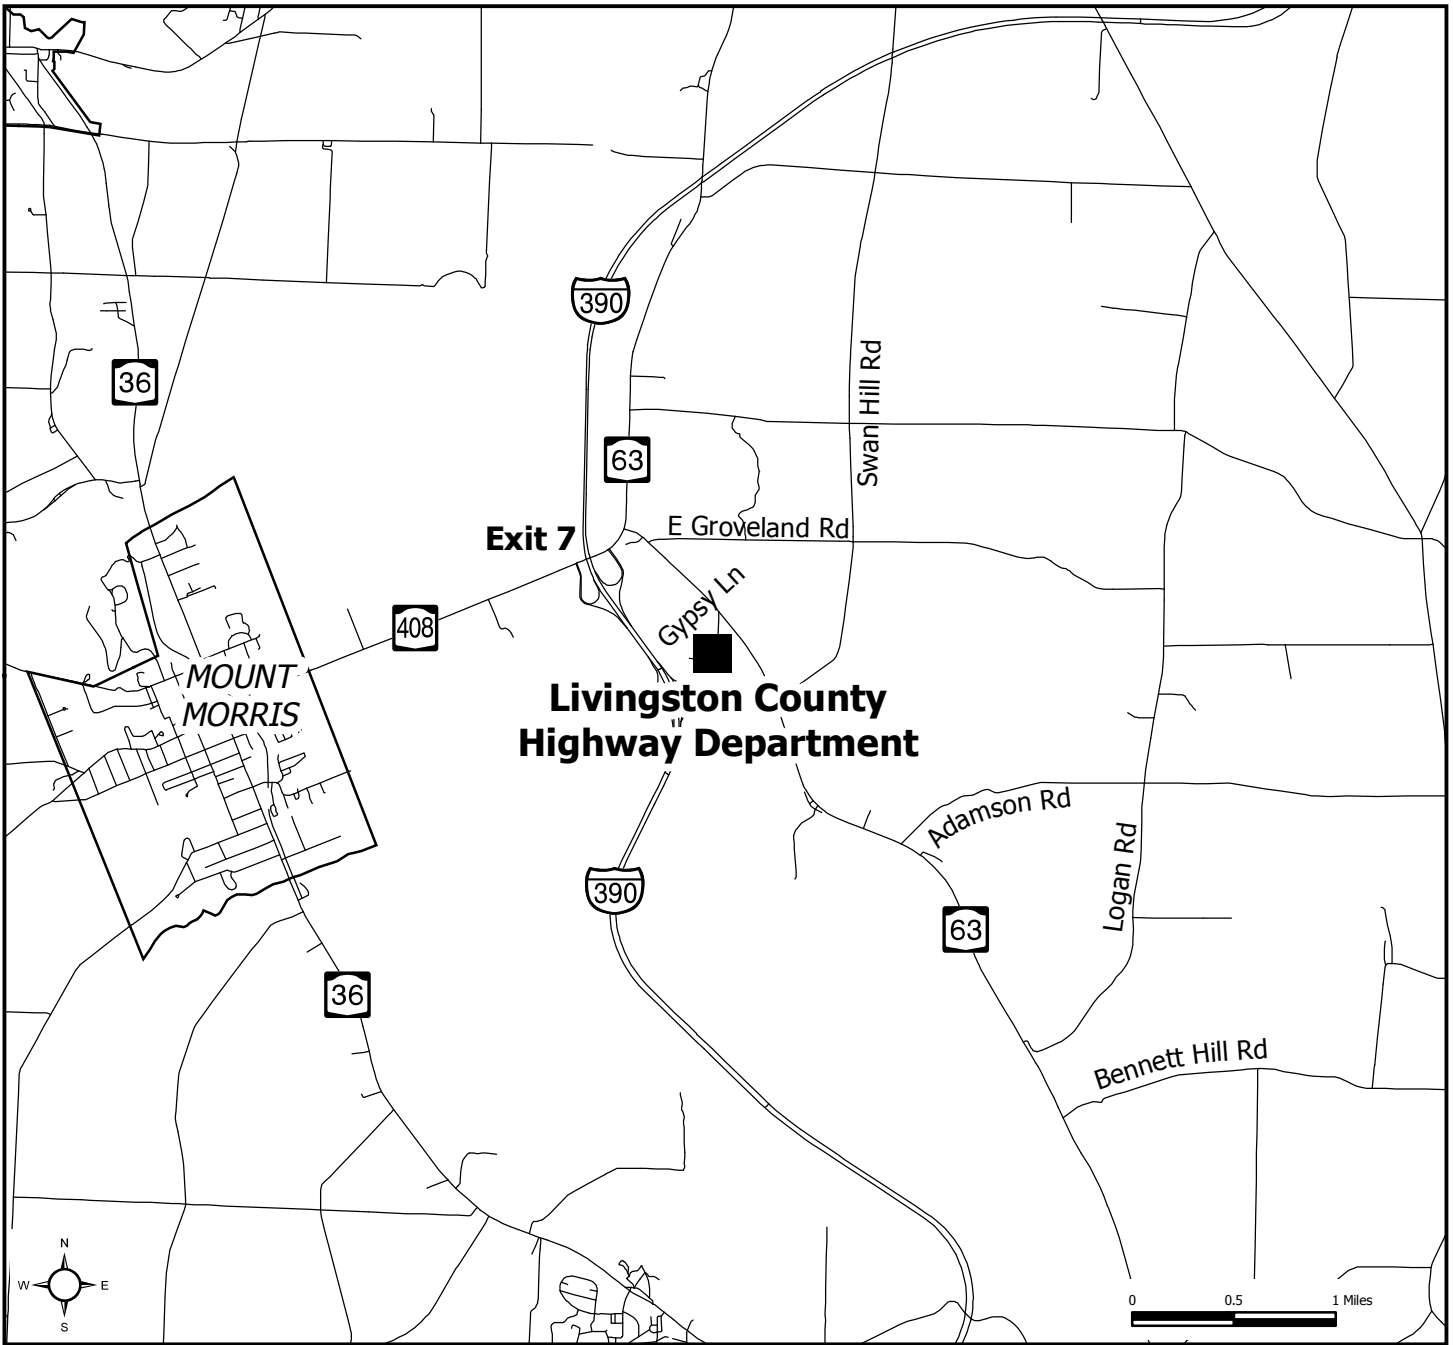 390
36
Swan Hill Rd
63
Exit 7
E Groveland Rd
Gypsy Ln
408
MOUNT
MORRIS
Livingston County
Highway Department
Adamson Rd
Logan Rd
390
63
36
Bennett Hill Rd
N
W E
S
0 0.5 1 Miles